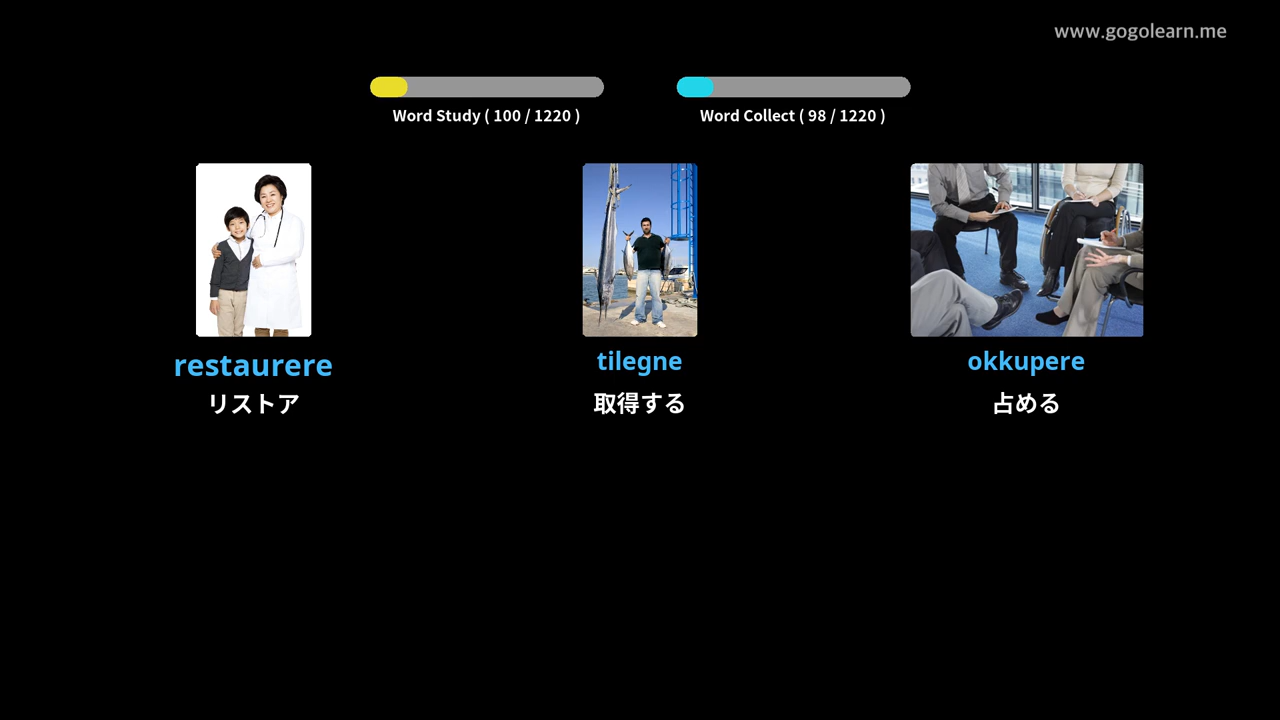 www.gogolearn.me
Word Study ( 100 / 1220 )
Word Collect ( 98 / 1220 )
restaurere
リストア
tilegne
取得する
okkupere
占める